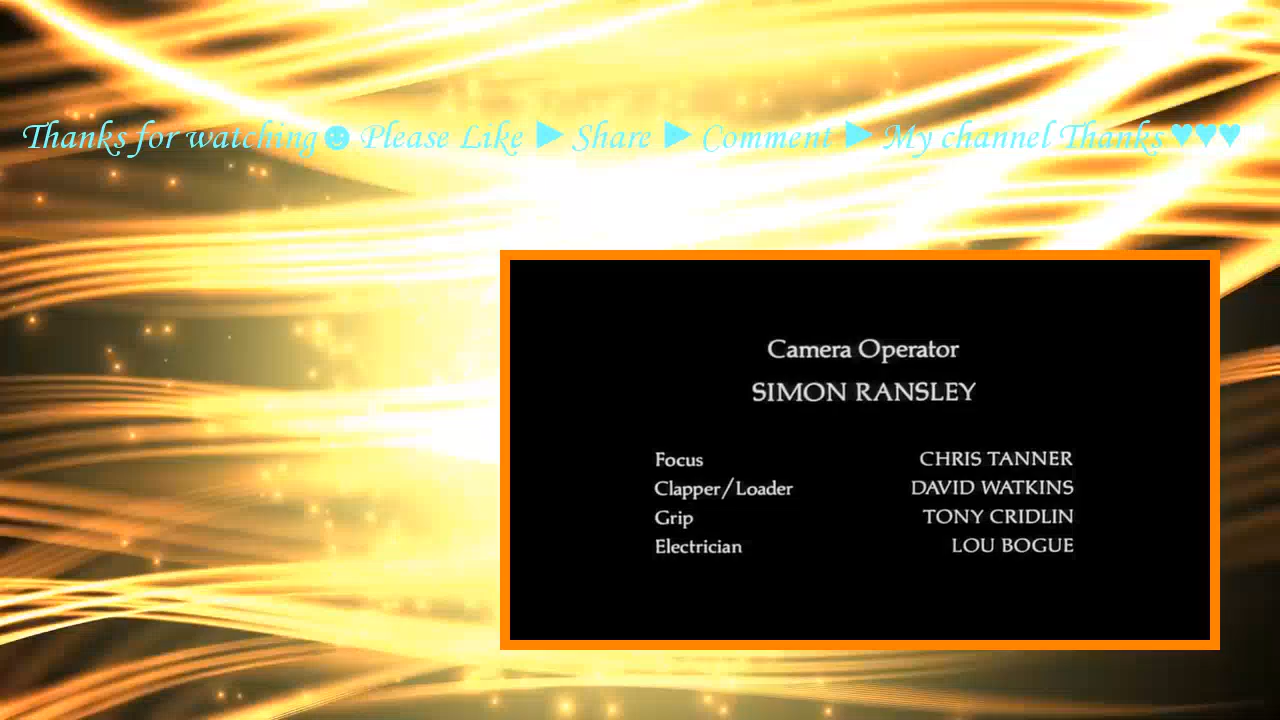 Thanks for watching☻Please Like ► Share ► Comment ► My channel Thanks ♥♥♥
Camera Operator
SIMON RANSLEY
Focus CHRIS TANNER
Clapper/Loader DAVID WATKINS
Grip TONY CRIDLIN
Electrician LOU BOGUE